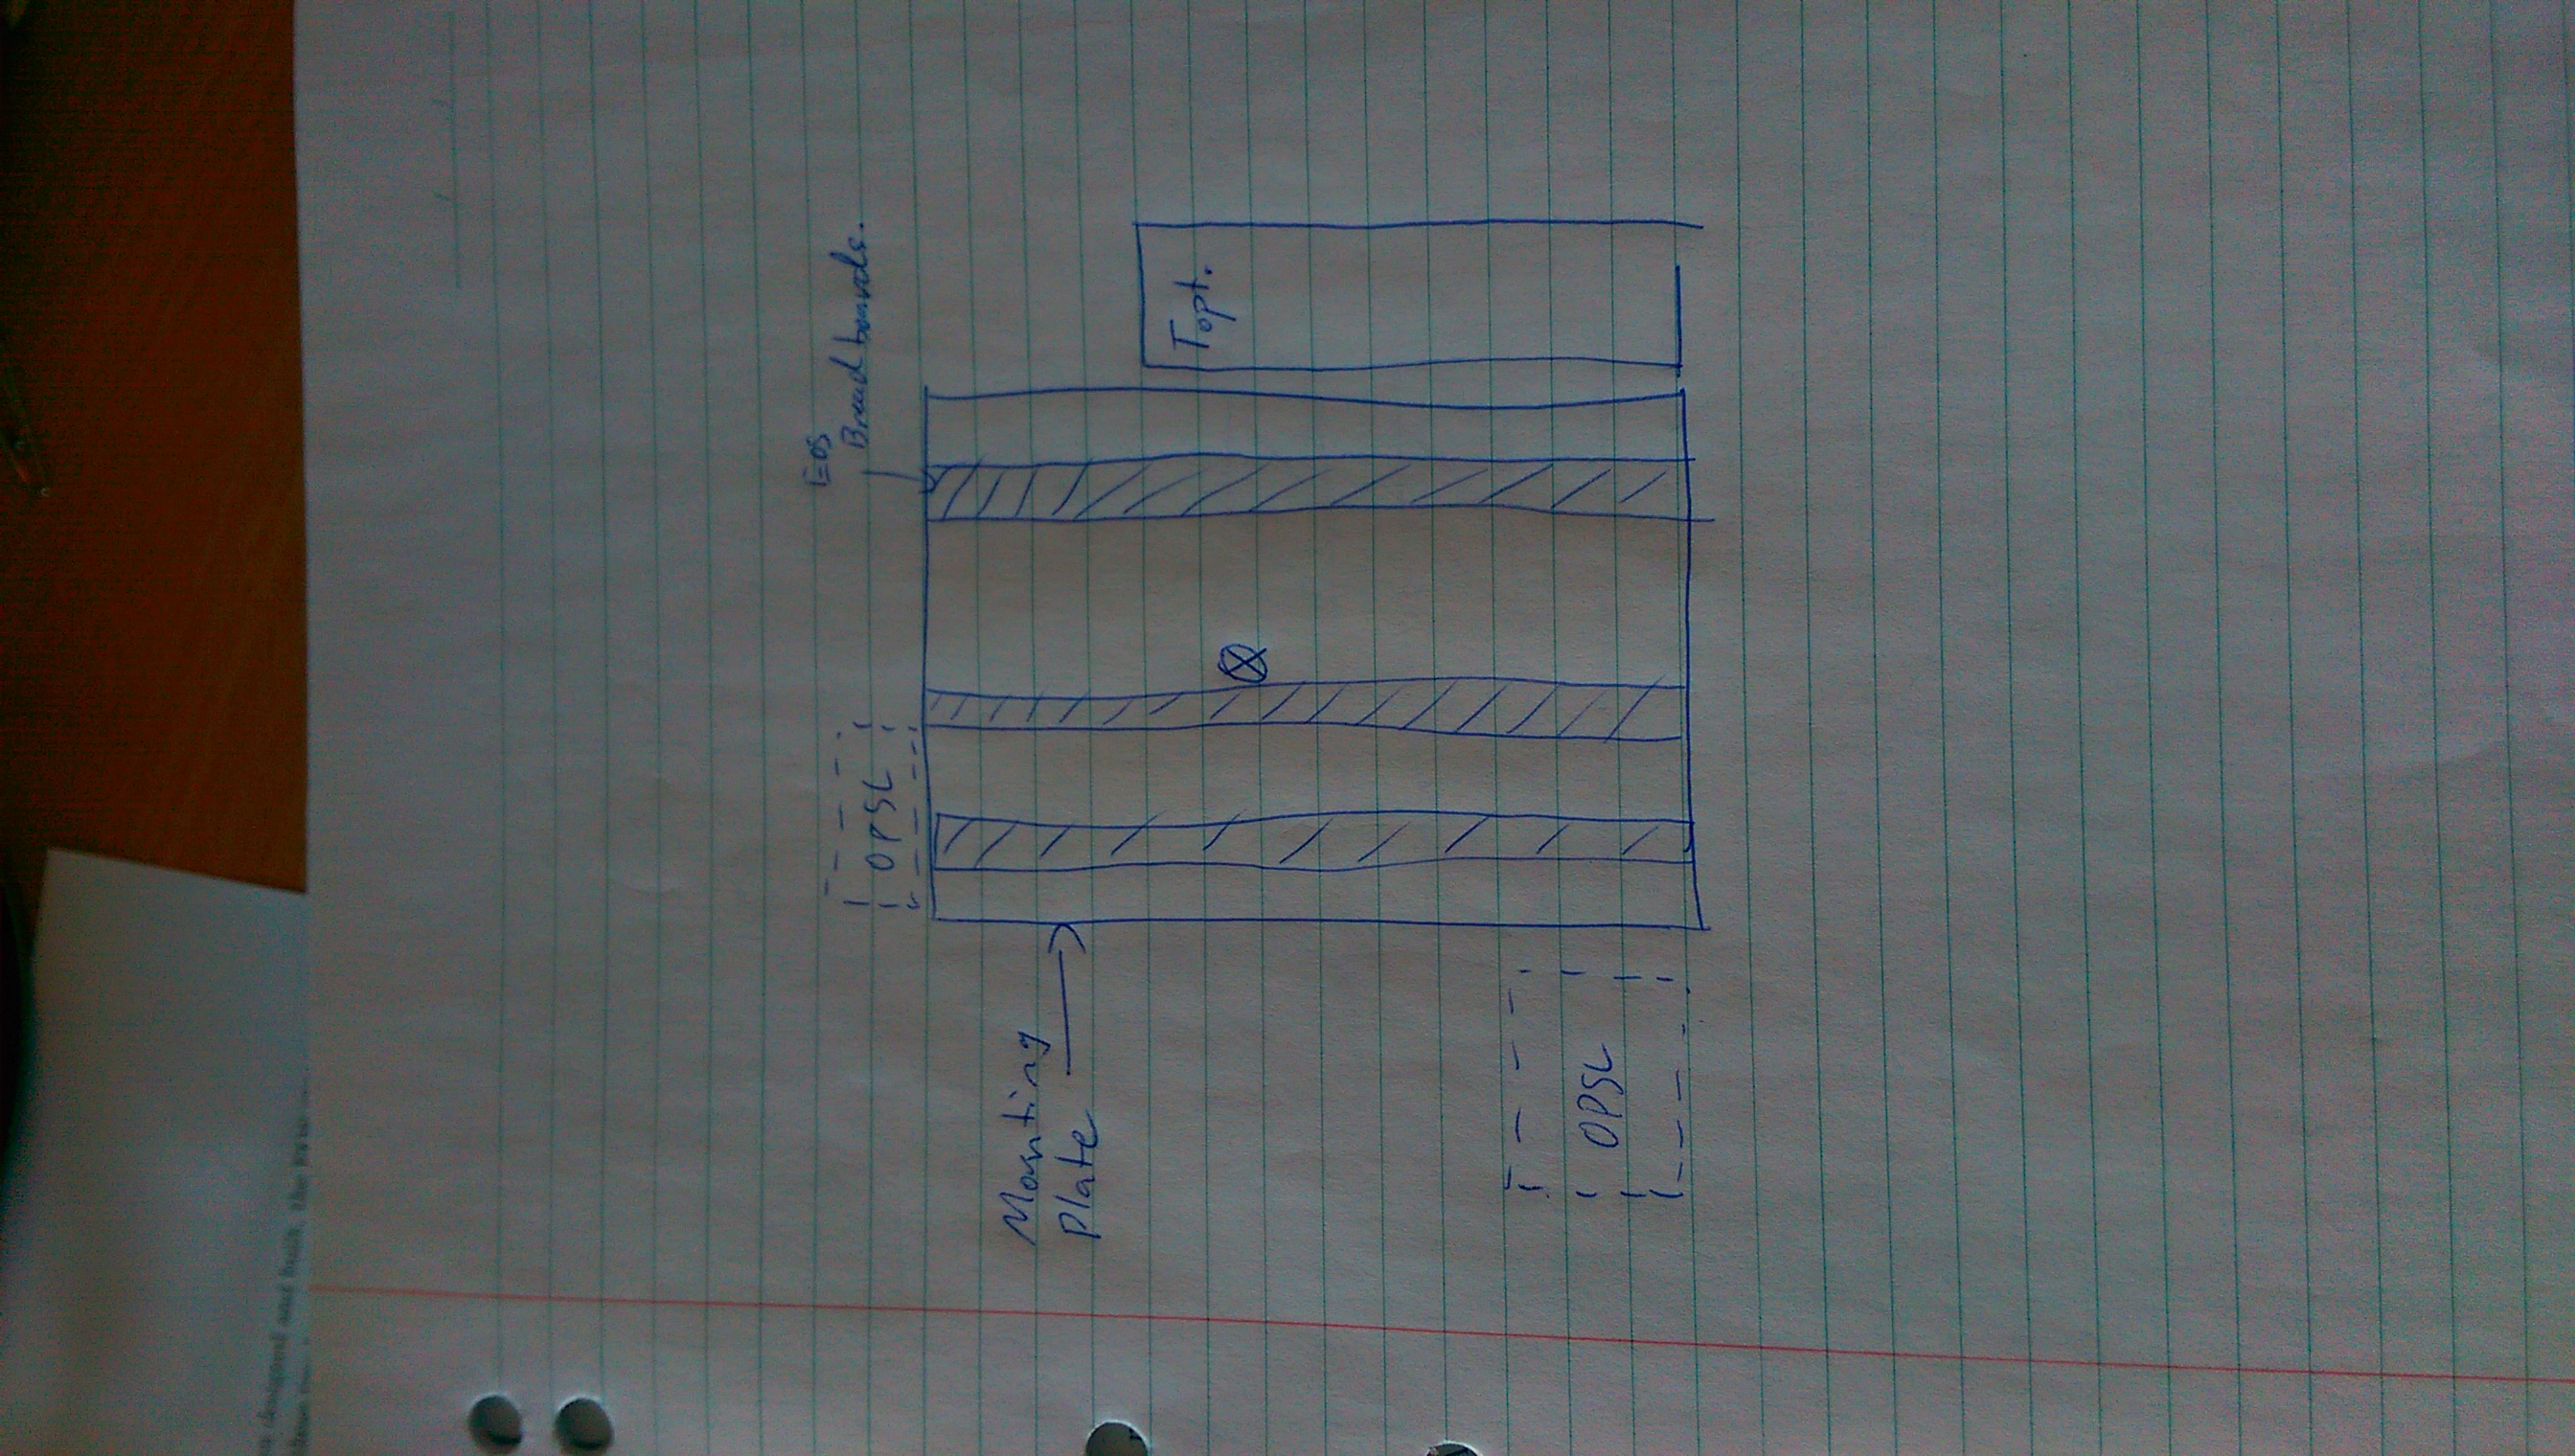 designed and built, the
OPSL
EOS
Breadboards.
Mounting
Plate
Topt.
OPSL